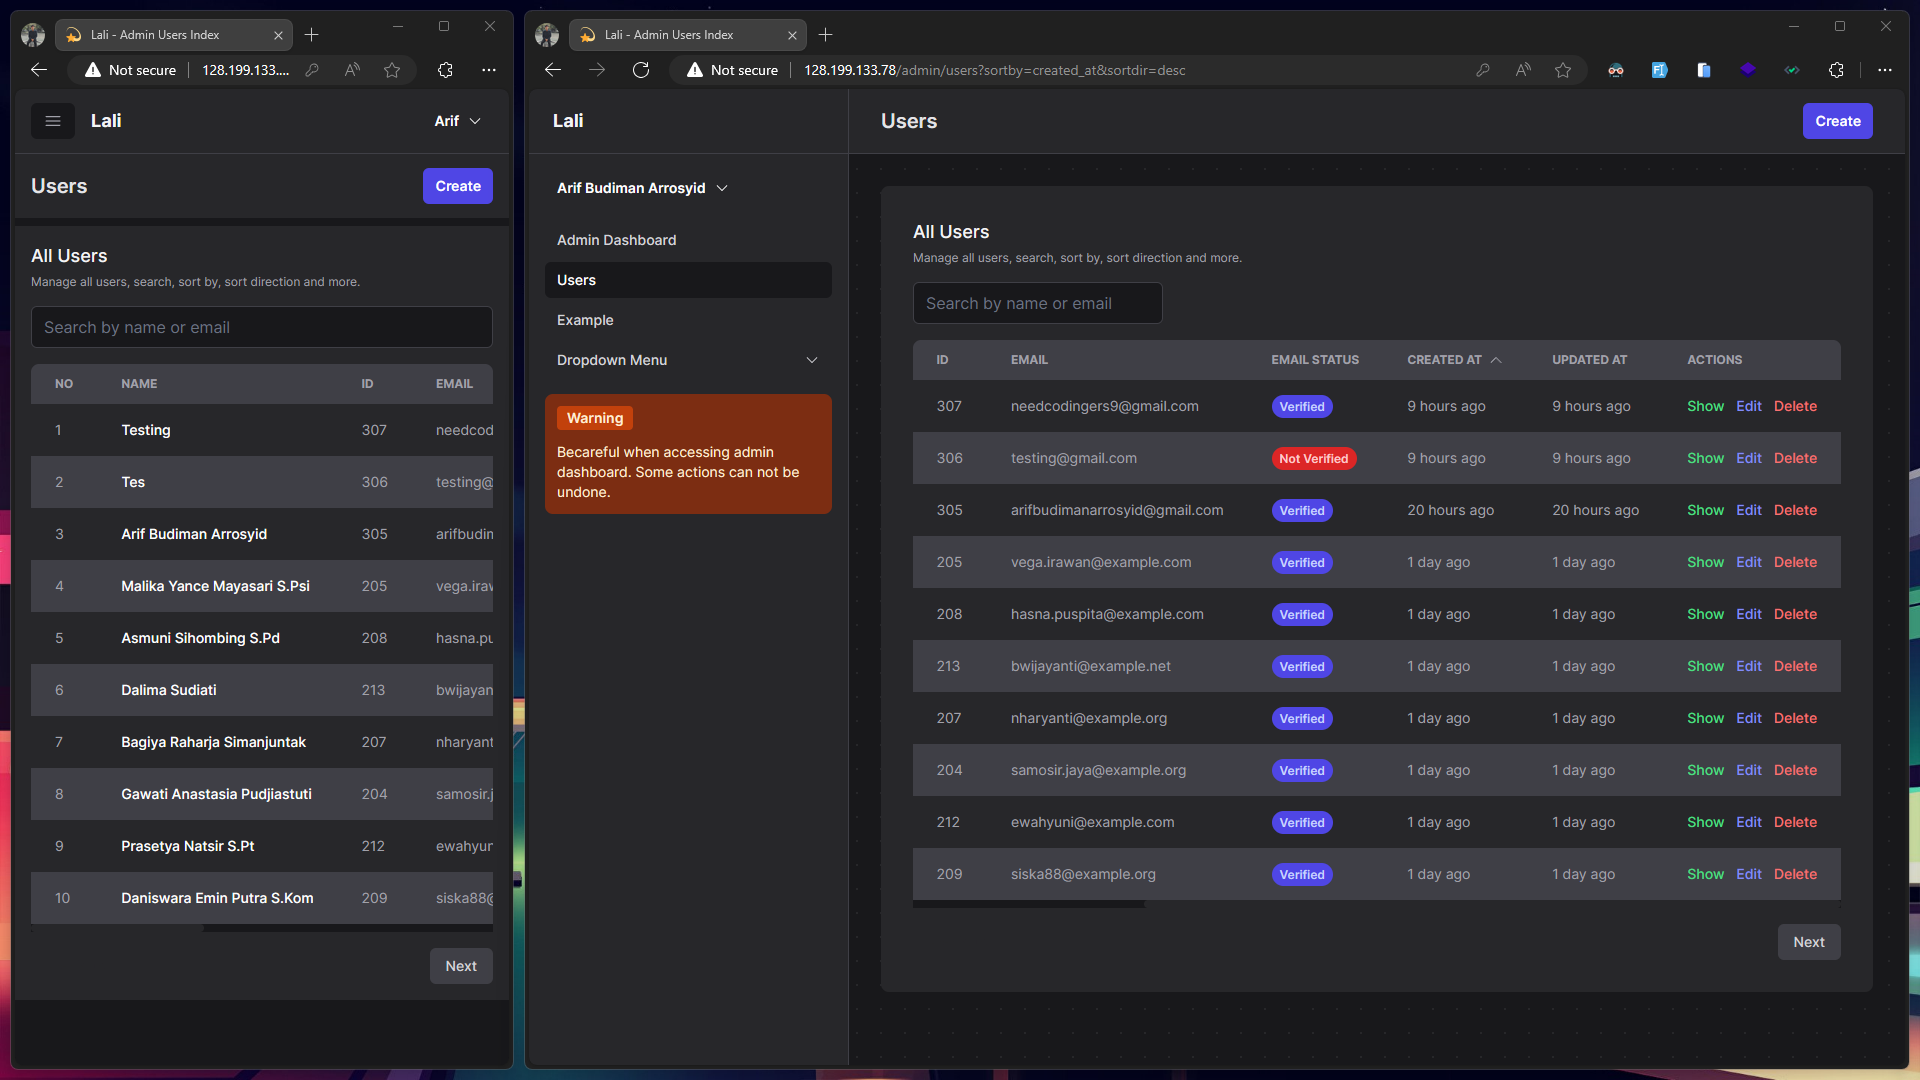 Lali - Admin Users Index
Not secure
128.199.133....
Lali
Arif
Users
Create
All Users
Manage all users, search, sort by, sort direction and more.
Search by name or email
NO NAME ID EMAIL
1 Testing 307 needcod
2 Tes 306 testing@
3 Arif Budiman Arrosyid 305 arifbudin
4 Malika Yance Mayasari S.Psi 205 vega.iraw
5 Asmuni Sihombing S.Pd 208 hasna.pu
6 Dalima Sudiati 213 bwijayan
7 Bagiya Raharja Simanjuntak 207 nharyant
8 Gawati Anastasia Pudjiastuti 204 samosir.j
9 Prasetya Natsir S.Pt 212 ewahyun
10 Daniswara Emin Putra S.Kom 209 siska88@
Next
Lali - Admin Users Index
Not secure
128.199.133.78/admin/users?sortby=created_at&sortdir=desc
Lali
Arif Budiman Arrosyid
Admin Dashboard
Users
Example
Dropdown Menu
Warning
Becareful when accessing admin
dashboard. Some actions can not be
undone.
Users
Create
All Users
Manage all users, search, sort by, sort direction and more.
Search by name or email
ID EMAIL EMAIL STATUS CREATED AT UPDATED AT ACTIONS
307 needcodingers9@gmail.com Verified 9 hours ago 9 hours ago Show Edit Delete
306 testing@gmail.com Not Verified 9 hours ago 9 hours ago Show Edit Delete
305 arifbudimanarrosyid@gmail.com Verified 20 hours ago 20 hours ago Show Edit Delete
205 vega.irawan@example.com Verified 1 day ago 1 day ago Show Edit Delete
208 hasna.puspita@example.com Verified 1 day ago 1 day ago Show Edit Delete
213 bwijayanti@example.net Verified 1 day ago 1 day ago Show Edit Delete
207 nharyanti@example.org Verified 1 day ago 1 day ago Show Edit Delete
204 samosir.jaya@example.org Verified 1 day ago 1 day ago Show Edit Delete
212 ewahyuni@example.com Verified 1 day ago 1 day ago Show Edit Delete
209 siska88@example.org Verified 1 day ago 1 day ago Show Edit Delete
Next